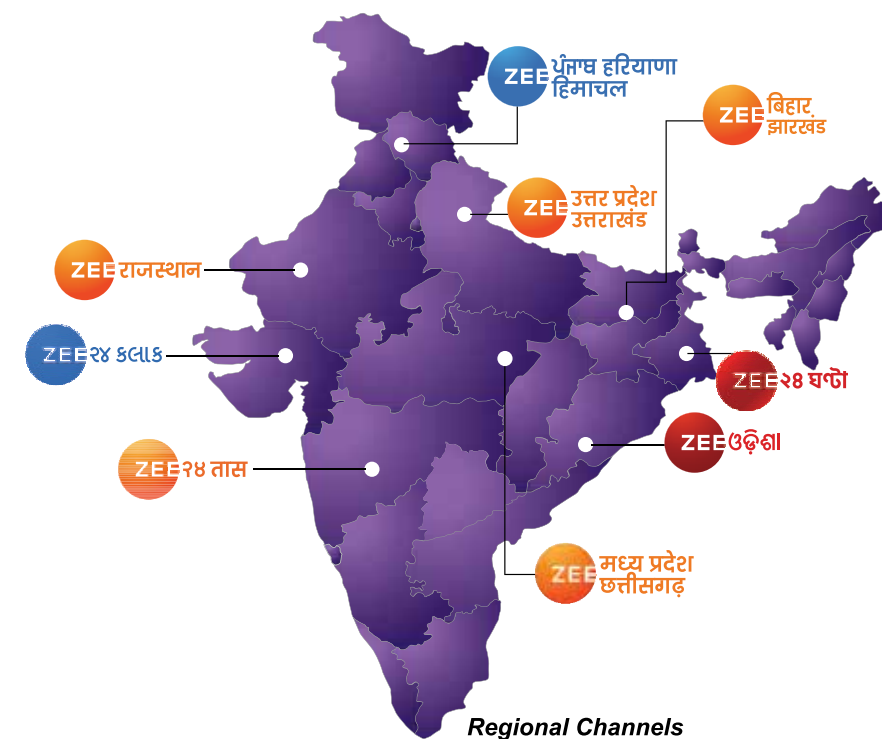 ZEE ਪੰਜਾਬ हरियाणा
हिमाचल
ZEE बिहार
झारखंड
ZEE उत्तर प्रदेश
उत्तराखंड
ZEE राजस्थान
ZEE ૨૪ કલાક
ZEE ২৪ ঘণ্টা
ZEE ଓଡ଼ିଶା
ZEE २४ तास
ZEE मध्य प्रदेश
छत्तीसगढ़
Regional Channels